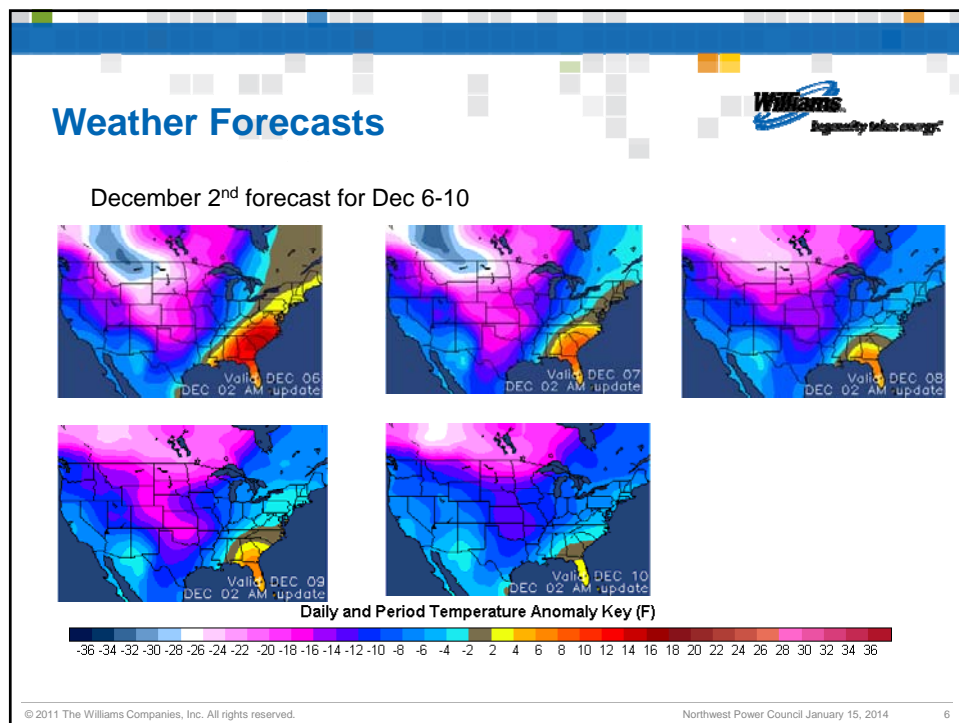 Weather Forecasts
Williams.
Ingenuity takes energy.
December 2nd forecast for Dec 6-10
Valid DEC 06
DEC 02 AM update
Valid DEC 07
DEC 02 AM update
Valid DEC 08
DEC 02 AM update
Valid DEC 09
DEC 02 AM update
Valid DEC 10
DEC 02 AM update
Daily and Period Temperature Anomaly Key (F)
-36 -34 -32 -30 -28 -26 -24 -22 -20 -18 -16 -14 -12 -10 -8 -6 -4 -2 2 4 6 8 10 12 14 16 18 20 22 24 26 28 30 32 34 36
© 2011 The Williams Companies, Inc. All rights reserved.
Northwest Power Council January 15, 2014
6